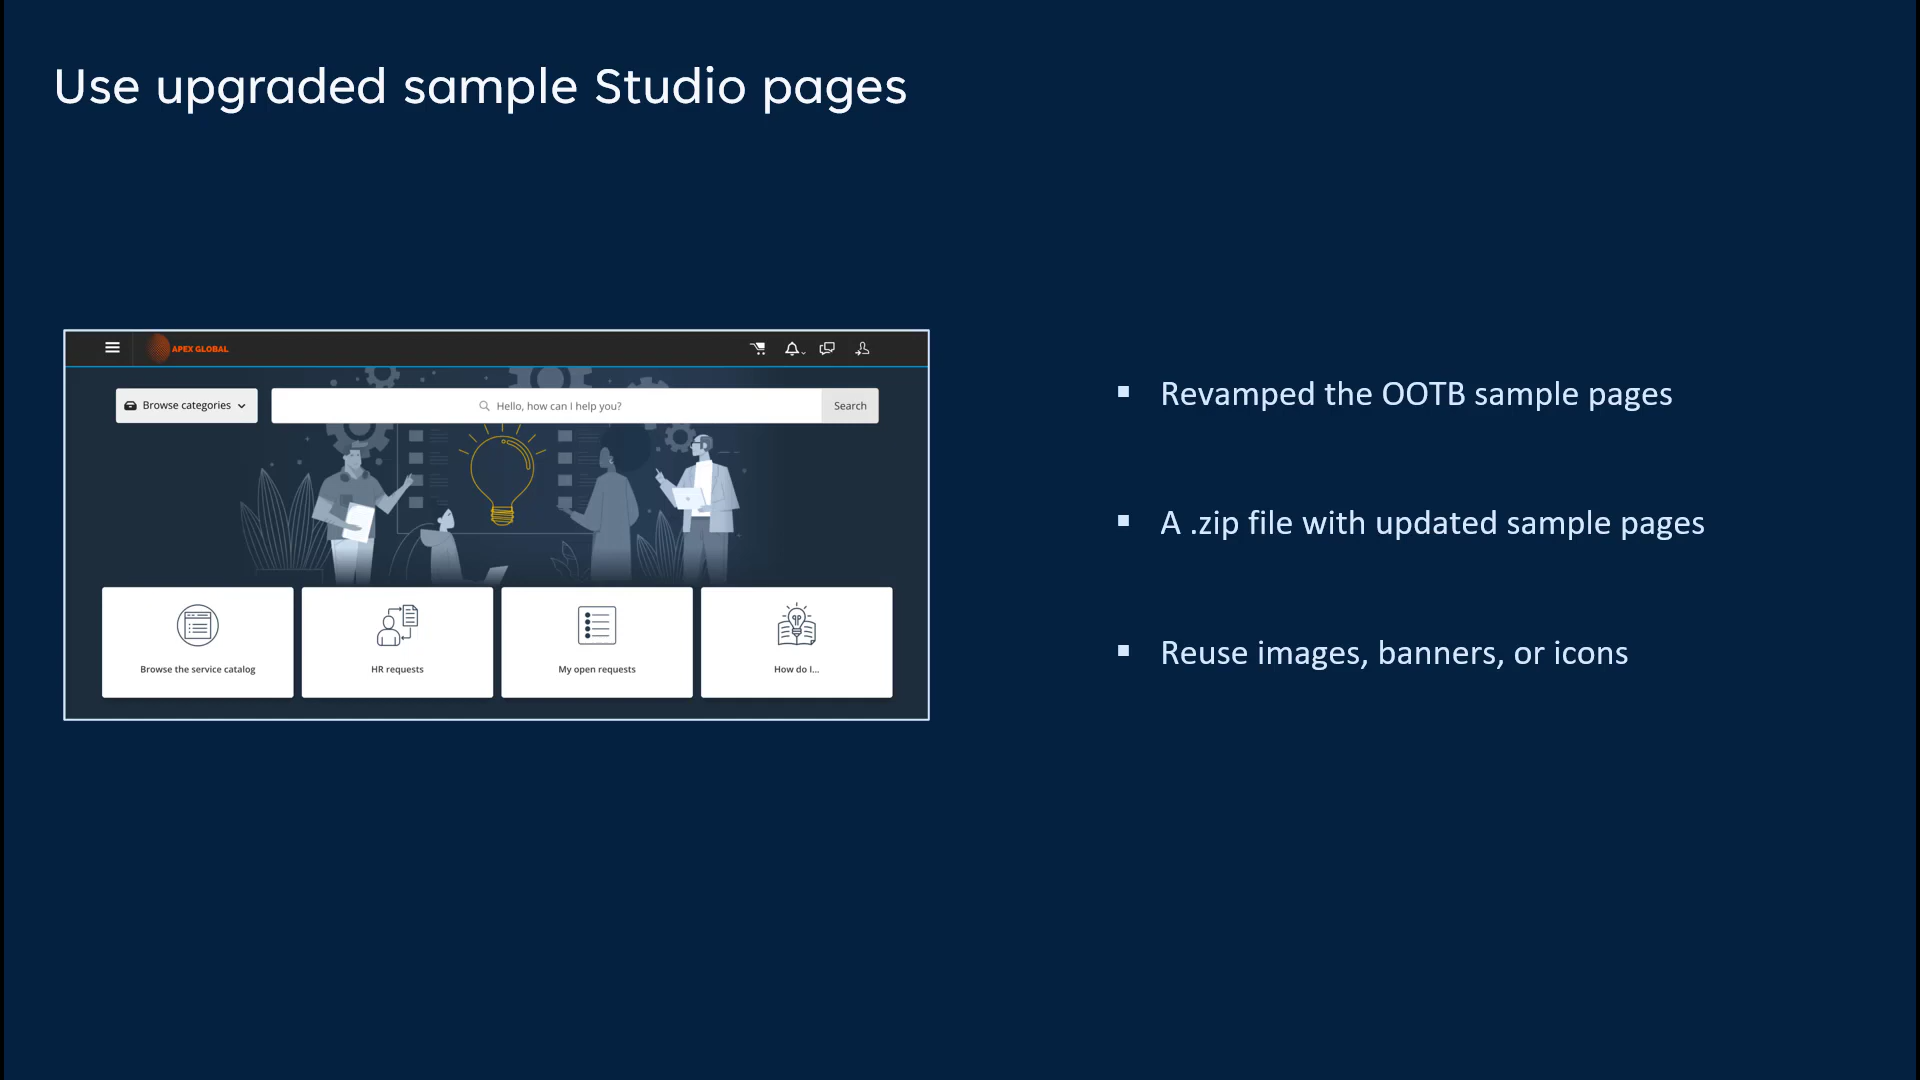 Use upgraded sample Studio pages
APEX GLOBAL
Browse categories
Hello, how can I help you?
Search
Browse the service catalog
HR requests
My open requests
How do I...
▪ Revamped the OOTB sample pages
▪ A .zip file with updated sample pages
▪ Reuse images, banners, or icons